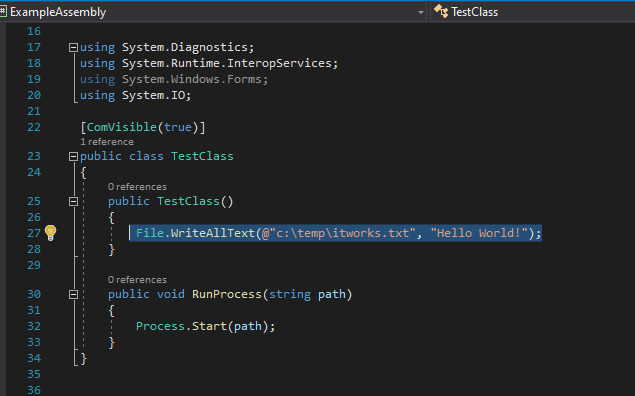 ExampleAssembly TestClass
16
17 using System.Diagnostics;
18 using System.Runtime.InteropServices;
19 using System.Windows.Forms;
20 using System.IO;
21
22 [ComVisible(true)]
1 reference
23 public class TestClass
24 {
0 references
25 public TestClass()
26 {
27 File.WriteAllText(@"c:\temp\itworks.txt", "Hello World!");
28 }
29
0 references
30 public void RunProcess(string path)
31 {
32 Process.Start(path);
33 }
34 }
35
36